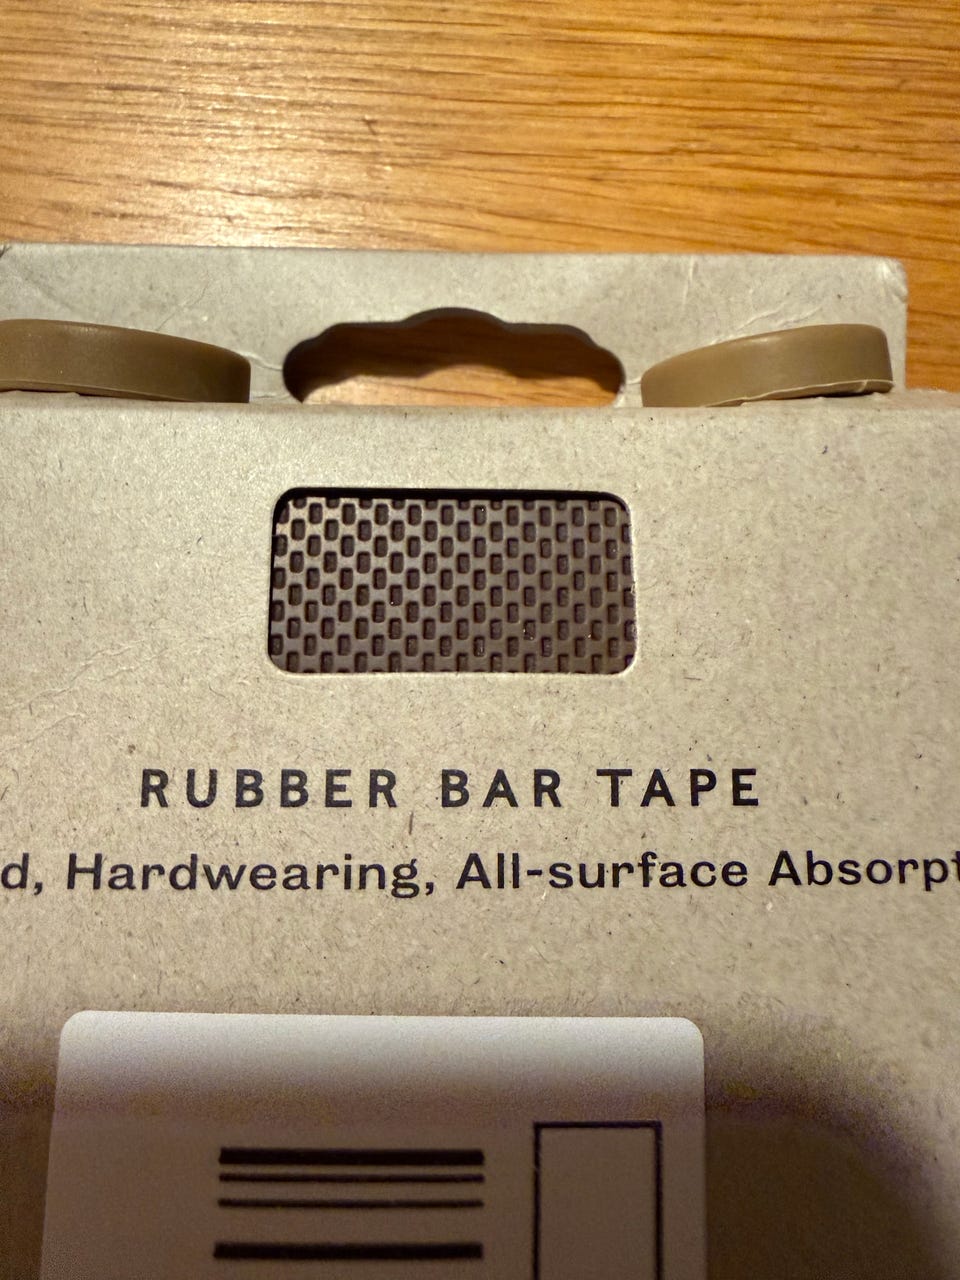 RUBBER BAR TAPE
d, Hardwearing, All-surface Absorpt